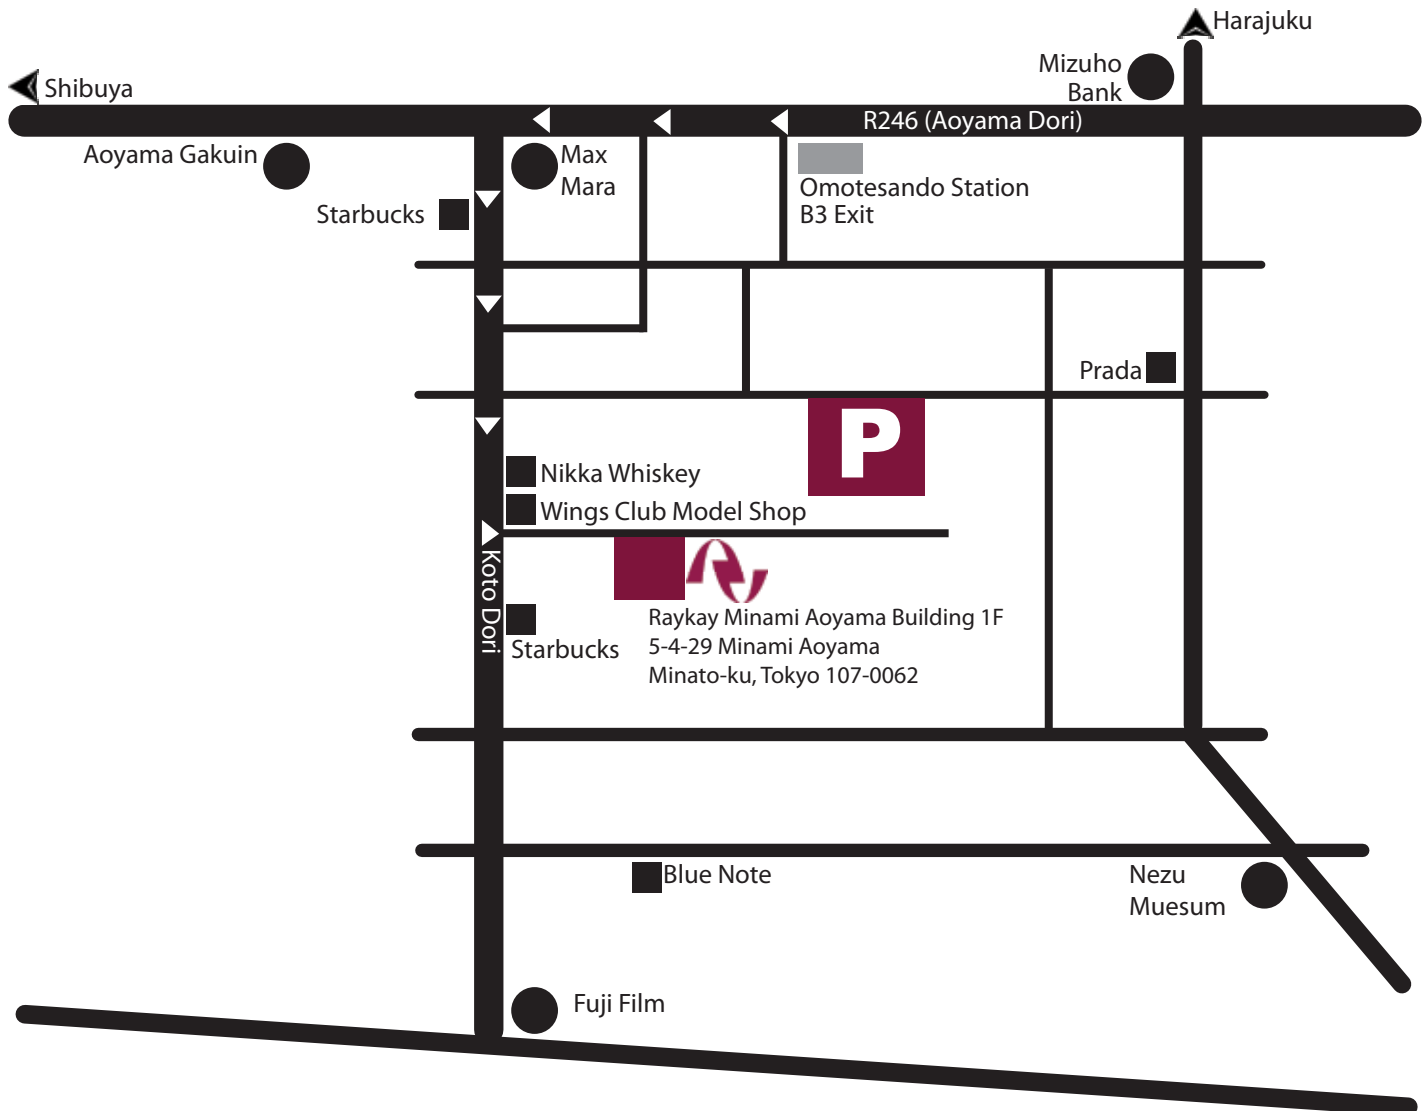 Harajuku
Mizuho
Bank
Shibuya
R246 (Aoyama Dori)
Aoyama Gakuin
Max
Mara
Omotesando Station
B3 Exit
Starbucks
Prada
P
Nikka Whiskey
Wings Club Model Shop
Koto Dori
Starbucks
Raykay Minami Aoyama Building 1F
5-4-29 Minami Aoyama
Minato-ku, Tokyo 107-0062
Blue Note
Nezu
Muesum
Fuji Film